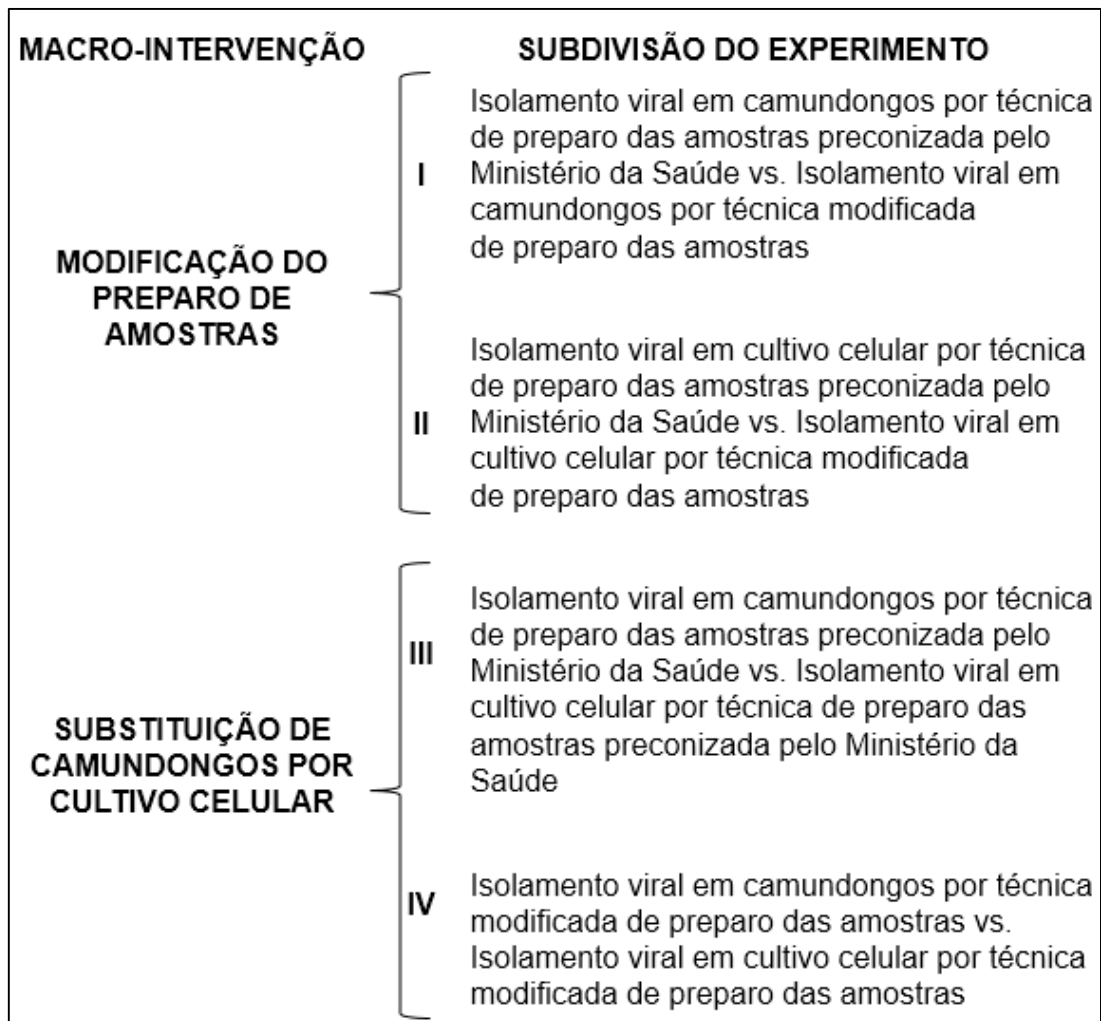 MACRO-INTERVENÇÃO
SUBDIVISÃO DO EXPERIMENTO
MODIFICAÇÃO DO
PREPARO DE
AMOSTRAS
I
Isolamento viral em camundongos por técnica
de preparo das amostras preconizada pelo
Ministério da Saúde vs. Isolamento viral em
camundongos por técnica modificada
de preparo das amostras
II
Isolamento viral em cultivo celular por técnica
de preparo das amostras preconizada pelo
Ministério da Saúde vs. Isolamento viral em
cultivo celular por técnica modificada
de preparo das amostras
SUBSTITUIÇÃO DE
CAMUNDONGOS POR
CULTIVO CELULAR
III
Isolamento viral em camundongos por técnica
de preparo das amostras preconizada pelo
Ministério da Saúde vs. Isolamento viral em
cultivo celular por técnica de preparo das
amostras preconizada pelo Ministério da
Saúde
IV
Isolamento viral em camundongos por técnica
modificada de preparo das amostras vs.
Isolamento viral em cultivo celular por técnica
modificada de preparo das amostras